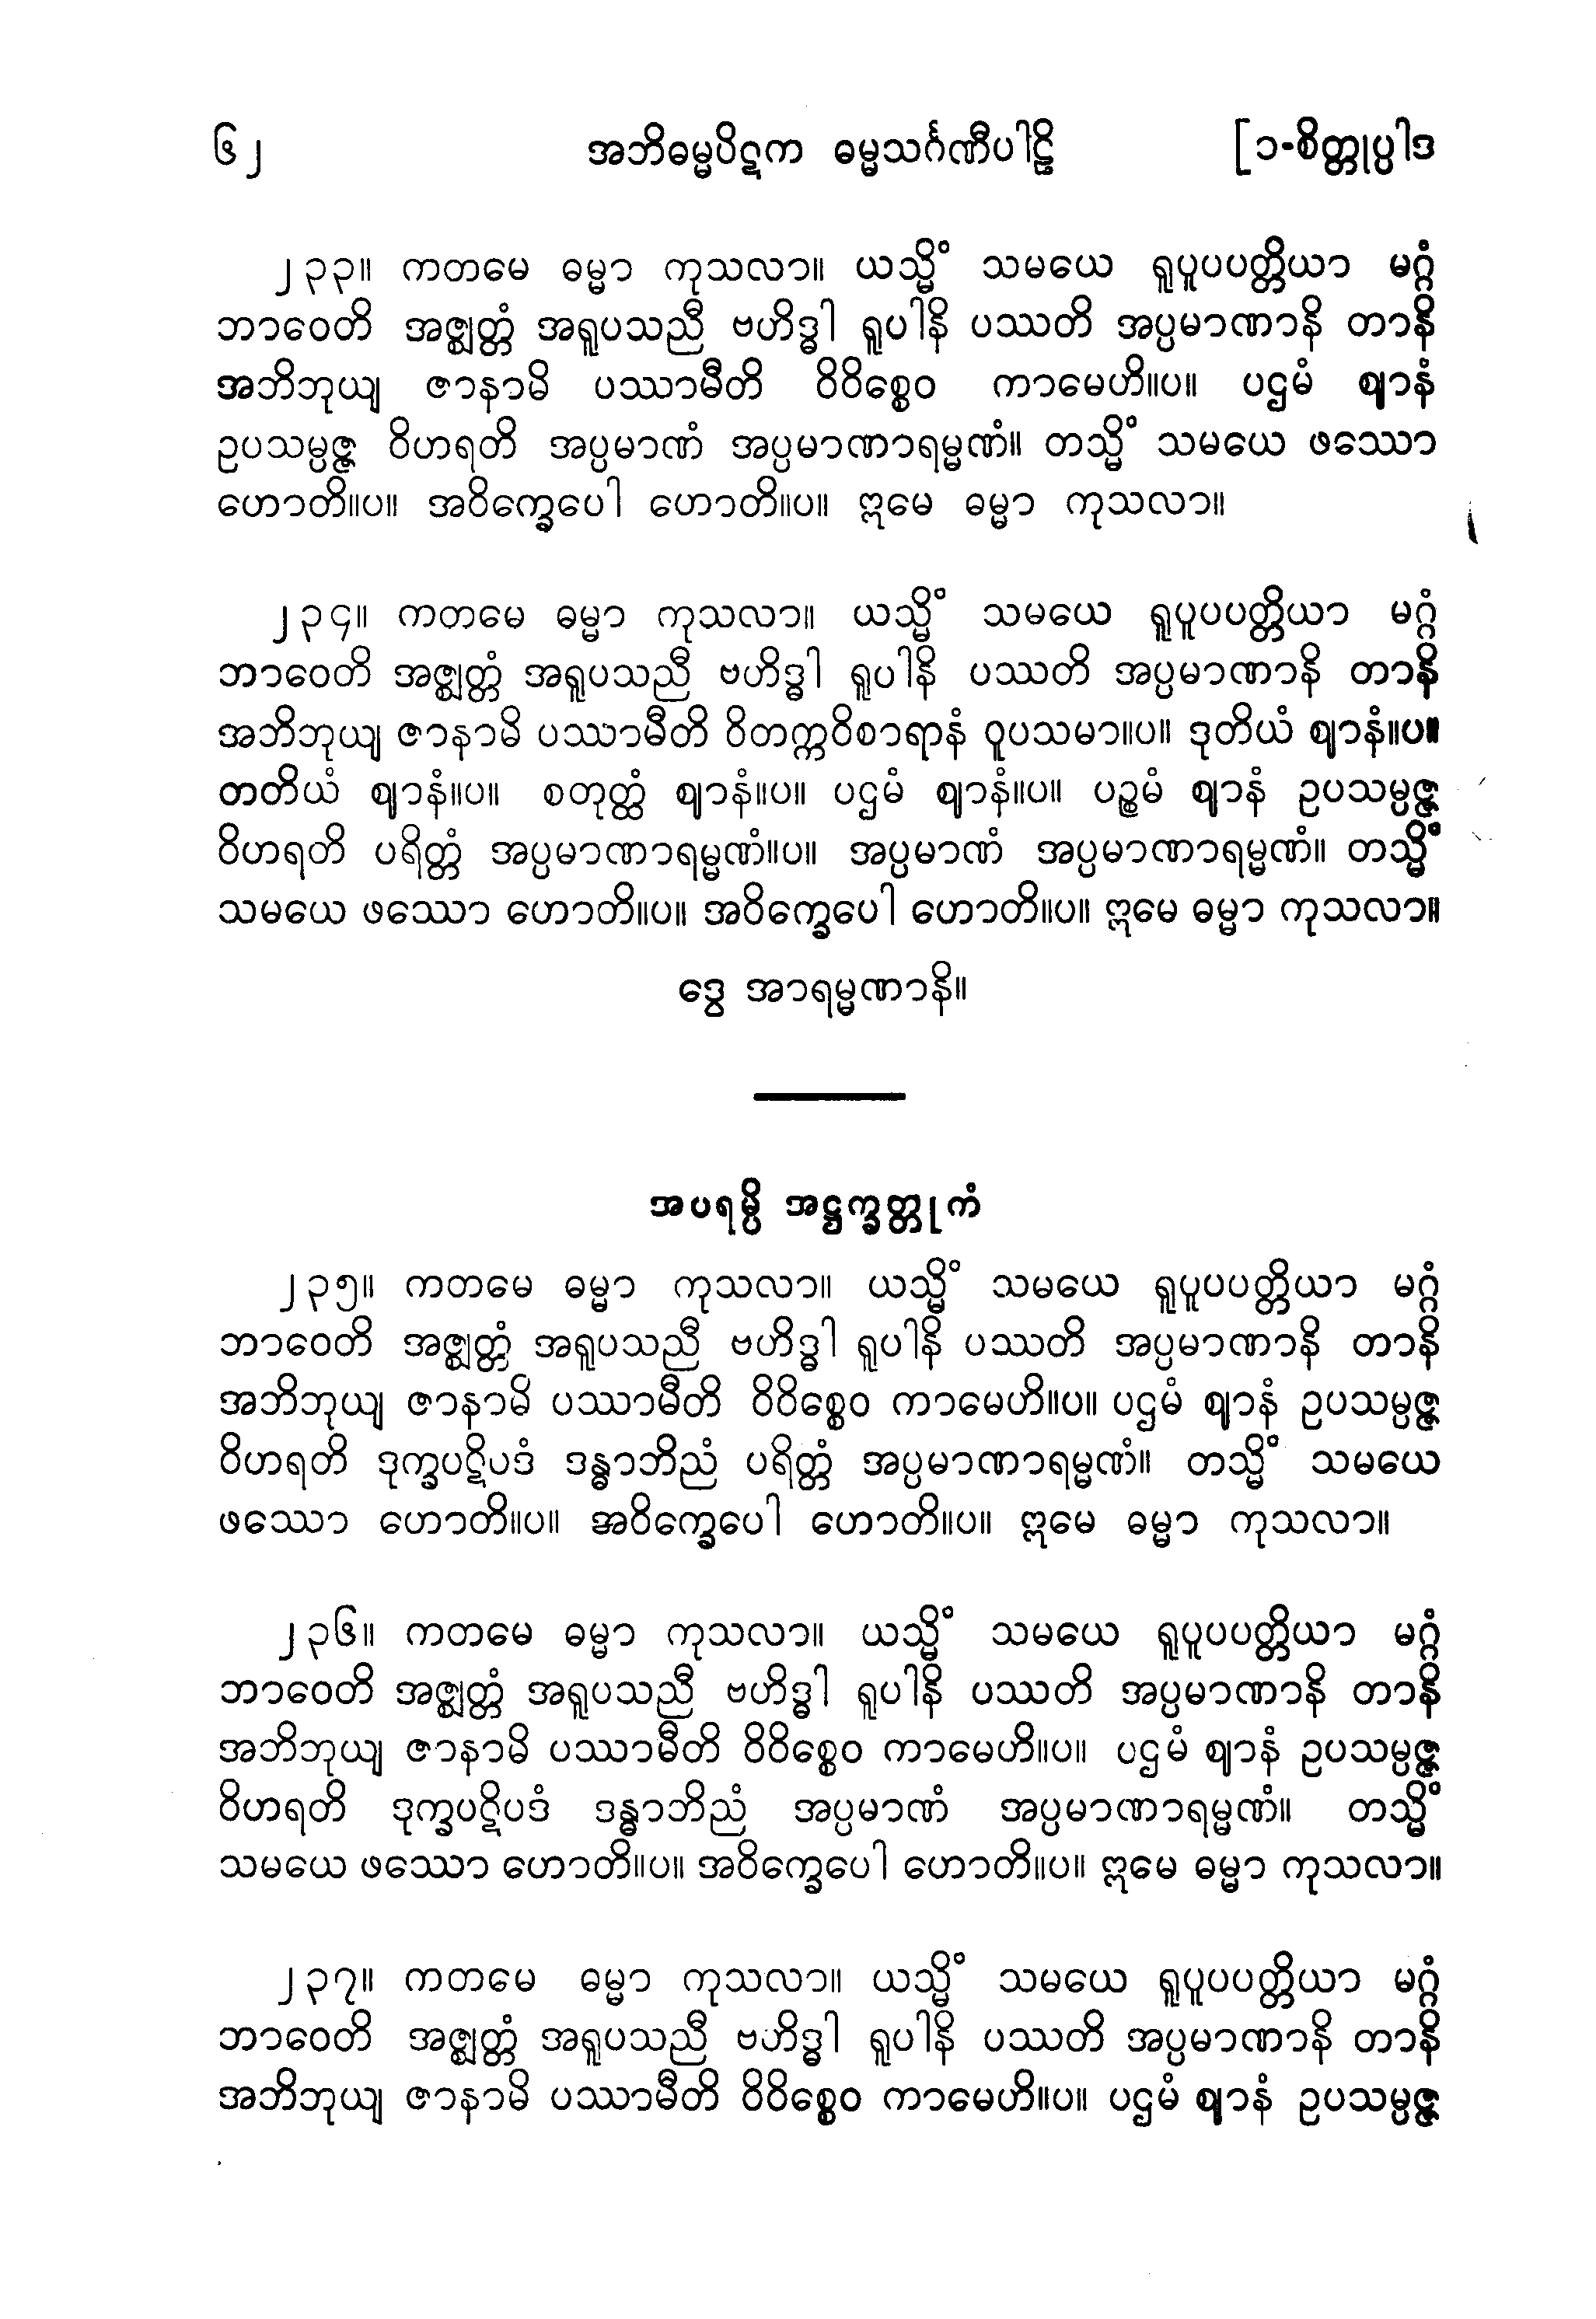 ၆၂ အဘိဓမ္မပိဋက ဓမ္မသင်္ဂဏီပါဠိ [၁-စိတ္တုပ္ပါဒ
၂၃၃။ ကတမေ ဓမ္မာ ကုသလာ။ ယသ္မိံ သမယေ ရူပူပပတ္တိယာ မဂ္ဂံ
ဘာဝေတိ အဇ္ဈတ္တံ အရူပသညီ ဗဟိဒ္ဓါ ရူပါနိ ပဿတိ အပ္ပမာဏာနိ တာနိ
အဘိဘုယျ ဇာနာမိ ပဿာမီတိ ဝိဝိစ္စေဝ ကာမေဟိ။ပ။ ပဌမံ ဈာနံ
ဥပသမ္ပဇ္ဇ ဝိဟရတိ အပ္ပမာဏံ အပ္ပမာဏာရမ္မဏံ။ တသ္မိံ သမယေ ဖဿော
ဟောတိ။ပ။ အဝိက္ခေပေါ ဟောတိ။ပ။ ဣမေ ဓမ္မာ ကုသလာ။
၂၃၄။ ကတမေ ဓမ္မာ ကုသလာ။ ယသ္မိံ သမယေ ရူပူပပတ္တိယာ မဂ္ဂံ
ဘာဝေတိ အဇ္ဈတ္တံ အရူပသညီ ဗဟိဒ္ဓါ ရူပါနိ ပဿတိ အပ္ပမာဏာနိ တာနိ
အဘိဘုယျ ဇာနာမိ ပဿာမီတိ ဝိတက္ကဝိစာရာနံ ဝူပသမာ။ပ။ ဒုတိယံ ဈာနံ။ပ။
တတိယံ ဈာနံ။ပ။ စတုတ္ထံ ဈာနံ။ပ။ ပဌမံ ဈာနံ။ပ။ ပဉ္စမံ ဈာနံ ဥပသမ္ပဇ္ဇ
ဝိဟရတိ ပရိတ္တံ အပ္ပမာဏာရမ္မဏံ။ပ။ အပ္ပမာဏံ အပ္ပမာဏာရမ္မဏံ။ တသ္မိံ
သမယေ ဖဿော ဟောတိ။ပ။ အဝိက္ခေပေါ ဟောတိ။ပ။ ဣမေ ဓမ္မာ ကုသလာ။
ဒွေ အာရမ္မဏာနိ။
အပရမ္ပိ အဋ္ဌက္ခတ္တုကံ
၂၃၅။ ကတမေ ဓမ္မာ ကုသလာ။ ယသ္မိံ သမယေ ရူပူပပတ္တိယာ မဂ္ဂံ
ဘာဝေတိ အဇ္ဈတ္တံ အရူပသညီ ဗဟိဒ္ဓါ ရူပါနိ ပဿတိ အပ္ပမာဏာနိ တာနိ
အဘိဘုယျ ဇာနာမိ ပဿာမီတိ ဝိဝိစ္စေဝ ကာမေဟိ။ပ။ ပဌမံ ဈာနံ ဥပသမ္ပဇ္ဇ
ဝိဟရတိ ဒုက္ခပဋိပဒံ ဒန္ဓာဘိညံ ပရိတ္တံ အပ္ပမာဏာရမ္မဏံ။ တသ္မိံ သမယေ
ဖဿော ဟောတိ။ပ။ အဝိက္ခေပေါ ဟောတိ။ပ။ ဣမေ ဓမ္မာ ကုသလာ။
၂၃၆။ ကတမေ ဓမ္မာ ကုသလာ။ ယသ္မိံ သမယေ ရူပူပပတ္တိယာ မဂ္ဂံ
ဘာဝေတိ အဇ္ဈတ္တံ အရူပသညီ ဗဟိဒ္ဓါ ရူပါနိ ပဿတိ အပ္ပမာဏာနိ တာနိ
အဘိဘုယျ ဇာနာမိ ပဿာမီတိ ဝိဝိစ္စေဝ ကာမေဟိ။ပ။ ပဌမံ ဈာနံ ဥပသမ္ပဇ္ဇ
ဝိဟရတိ ဒုက္ခပဋိပဒံ ဒန္ဓာဘိညံ အပ္ပမာဏံ အပ္ပမာဏာရမ္မဏံ။ တသ္မိံ
သမယေ ဖဿော ဟောတိ။ပ။ အဝိက္ခေပေါ ဟောတိ။ပ။ ဣမေ ဓမ္မာ ကုသလာ။
၂၃၇။ ကတမေ ဓမ္မာ ကုသလာ။ ယသ္မိံ သမယေ ရူပူပပတ္တိယာ မဂ္ဂံ
ဘာဝေတိ အဇ္ဈတ္တံ အရူပသညီ ဗဟိဒ္ဓါ ရူပါနိ ပဿတိ အပ္ပမာဏာနိ တာနိ
အဘိဘုယျ ဇာနာမိ ပဿာမီတိ ဝိဝိစ္စေဝ ကာမေဟိ။ပ။ ပဌမံ ဈာနံ ဥပသမ္ပဇ္ဇ